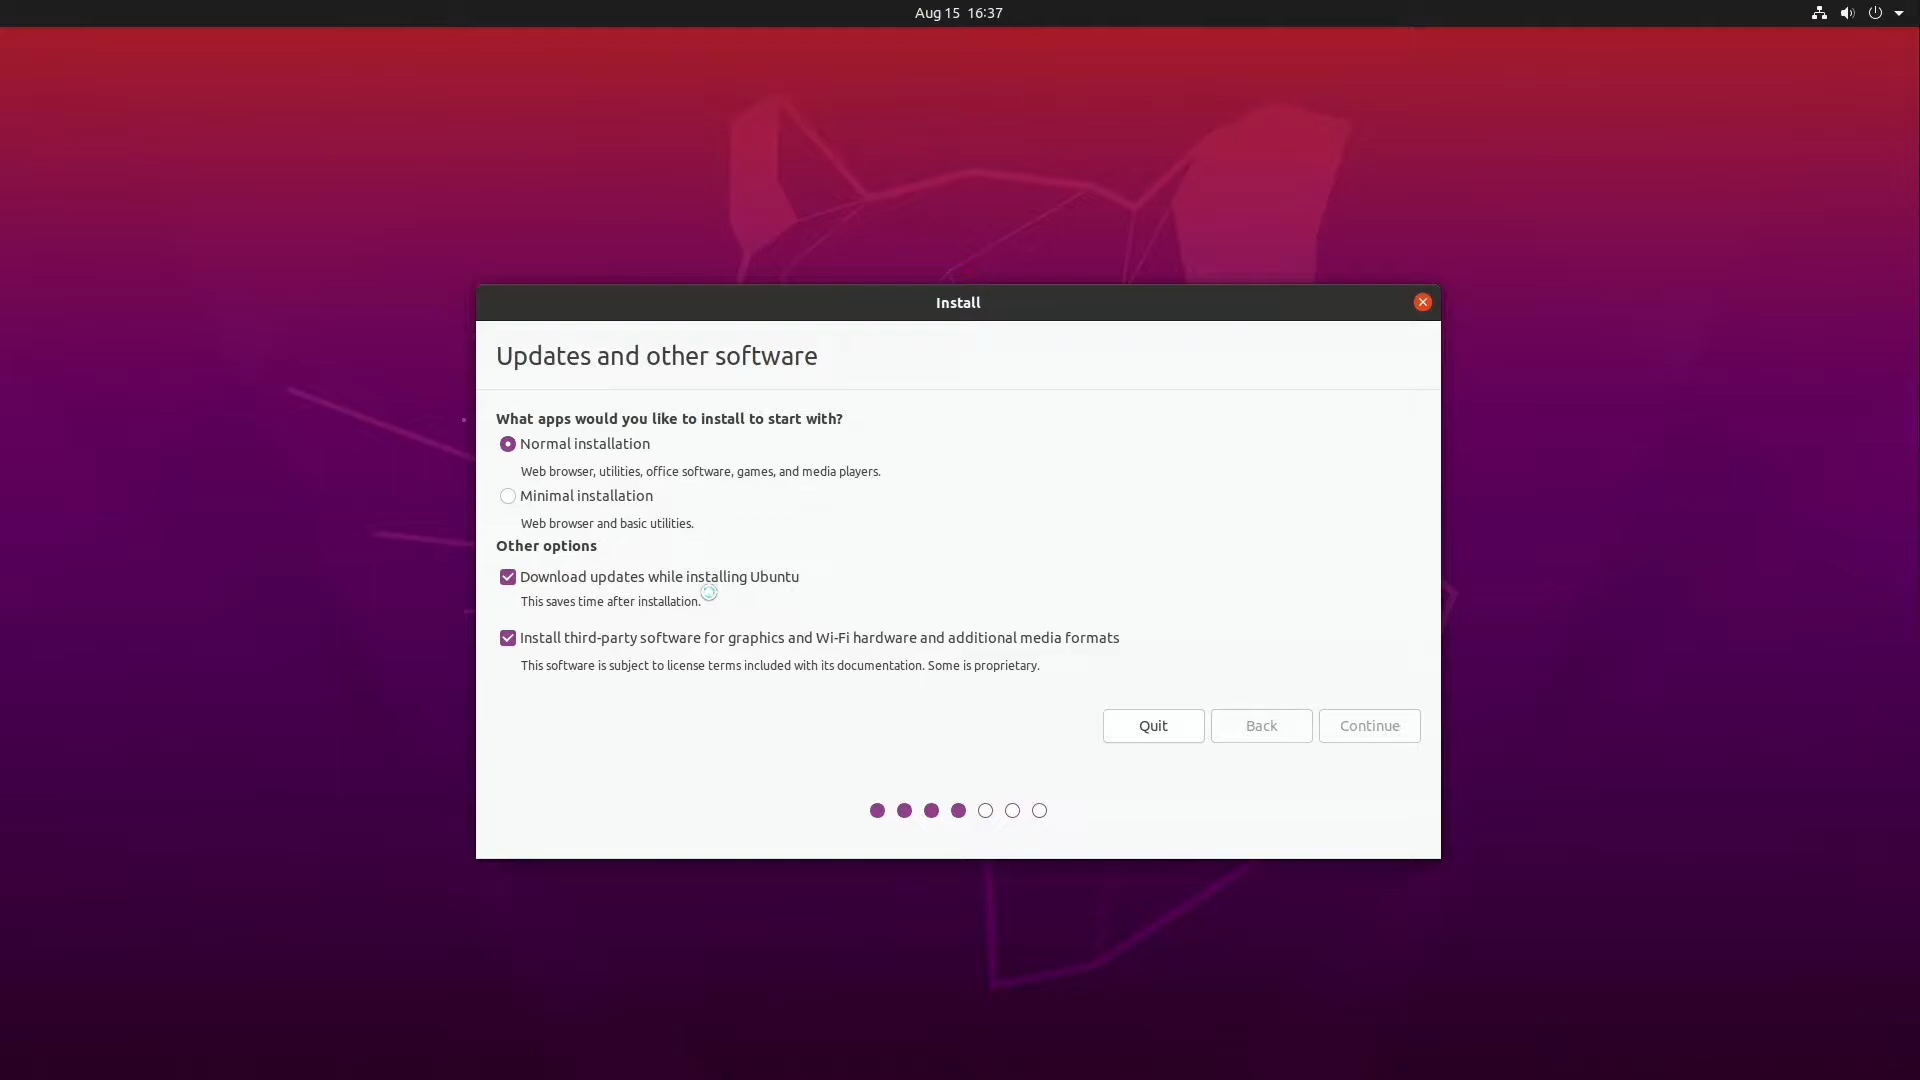 Aug 15 16:37
Install
Updates and other software
What apps would you like to install to start with?
Normal installation
Web browser, utilities, office software, games, and media players.
Minimal installation
Web browser and basic utilities.
Other options
Download updates while installing Ubuntu
This saves time after installation.
Install third-party software for graphics and Wi-Fi hardware and additional media formats
This software is subject to license terms included with its documentation. Some is proprietary.
Quit Back Continue